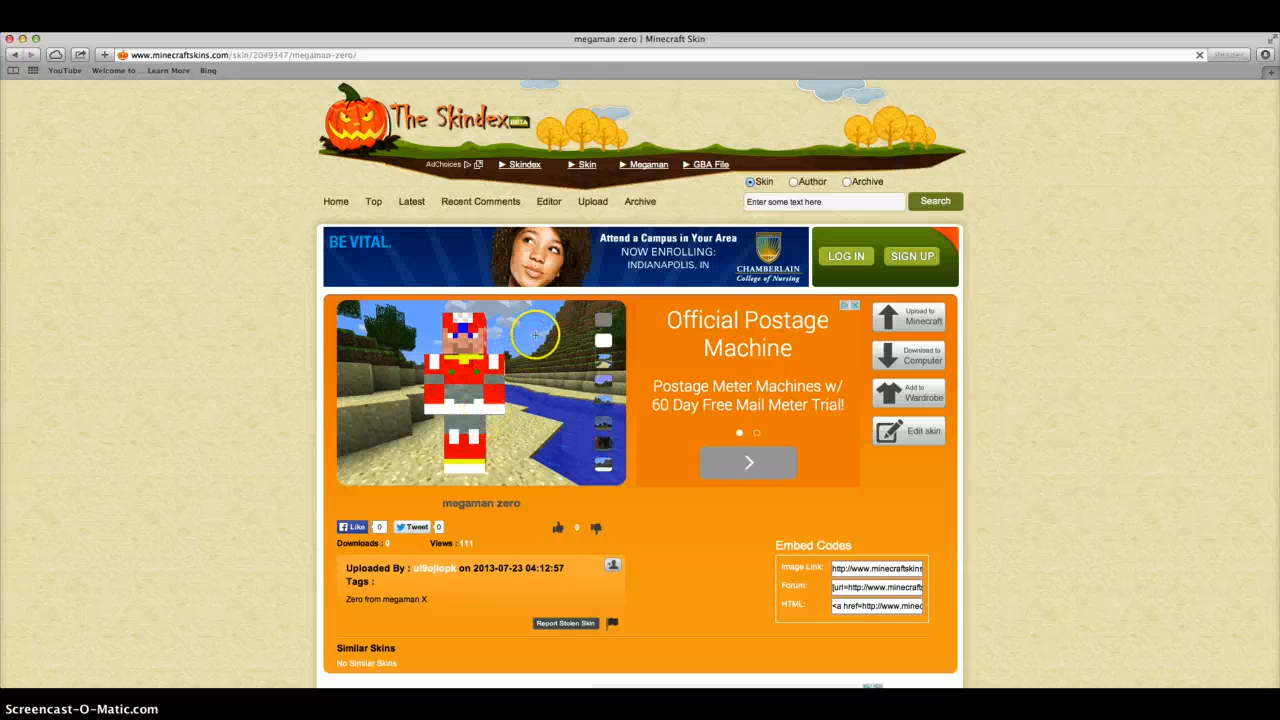 megaman zero | Minecraft Skin
www.minecraftskins.com/skin/2049347/megaman-zero/
Reader
YouTube Welcome to ... Learn More Bing
The Skindex BETA
AdChoices ▶ Skindex ▶ Skin ▶ Megaman ▶ GBA File
Skin Author Archive
Home Top Latest Recent Comments Editor Upload Archive
Enter some text here Search
BE VITAL.
Attend a Campus in Your Area
NOW ENROLLING:
INDIANAPOLIS, IN
CHAMBERLAIN
College of Nursing
LOG IN SIGN UP
Official Postage
Machine
Postage Meter Machines w/
60 Day Free Mail Meter Trial!
Upload to
Minecraft
Download to
Computer
Add to
Wardrobe
Edit skin
megaman zero
Like 0 Tweet 0 0
Downloads : 0 Views : 111
Uploaded By : ul9ojlopk on 2013-07-23 04:12:57
Tags :
Zero from megaman X
Report Stolen Skin
Embed Codes
Image Link: http://www.minecraftskins
Forum: [url=http://www.minecrafts
HTML: <a href=http://www.minec
Similar Skins
No Similar Skins
Screencast-O-Matic.com